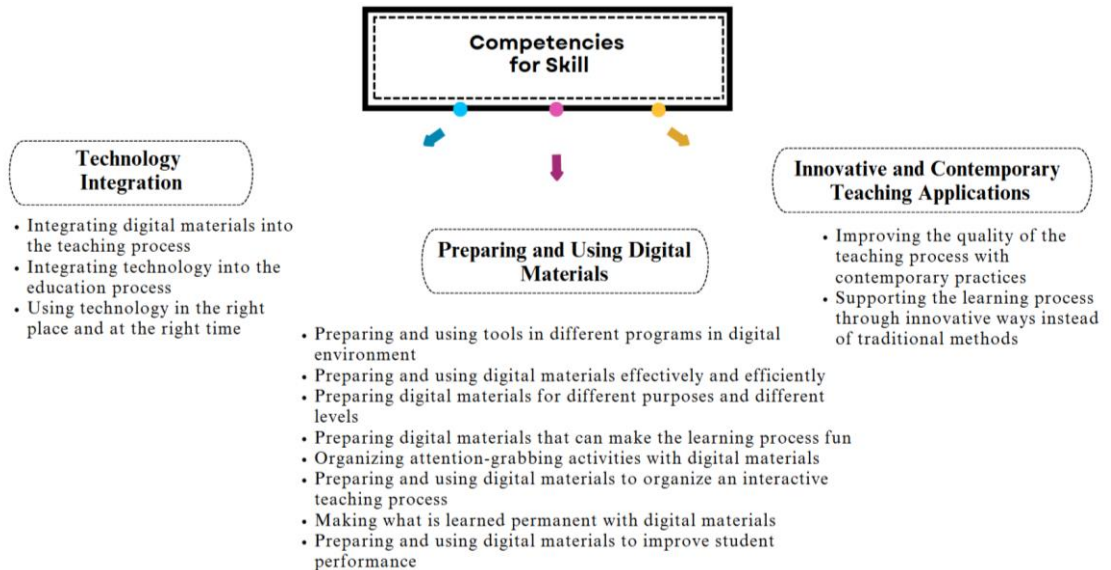 Competencies
for Skill
Technology
Integration
• Integrating digital materials into
the teaching process
• Integrating technology into the
education process
• Using technology in the right
place and at the right time
Preparing and Using Digital
Materials
• Preparing and using tools in different programs in digital
environment
• Preparing and using digital materials effectively and efficiently
• Preparing digital materials for different purposes and different
levels
• Preparing digital materials that can make the learning process fun
• Organizing attention-grabbing activities with digital materials
• Preparing and using digital materials to organize an interactive
teaching process
• Making what is learned permanent with digital materials
• Preparing and using digital materials to improve student
performance
Innovative and Contemporary
Teaching Applications
• Improving the quality of the
teaching process with
contemporary practices
• Supporting the learning process
through innovative ways instead
of traditional methods